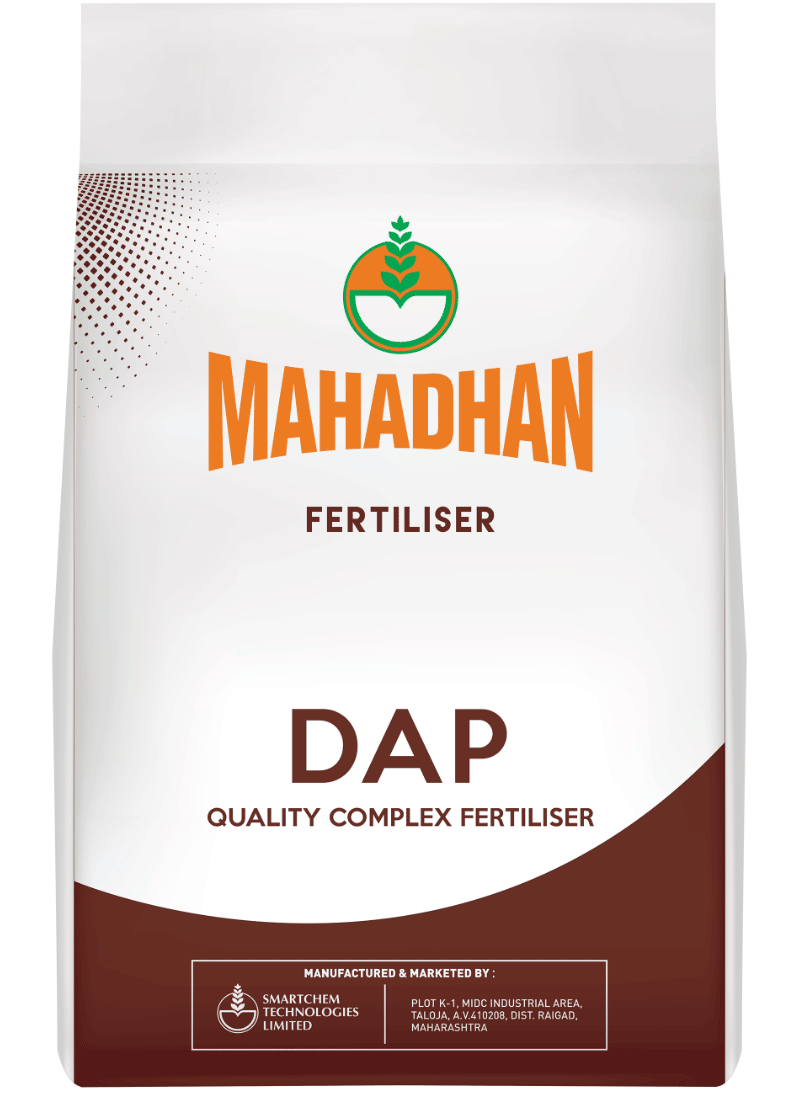 MAHADHAN
FERTILISER
DAP
QUALITY COMPLEX FERTILISER
MANUFACTURED & MARKETED BY :
SMARTCHEM
TECHNOLOGIES
LIMITED
PLOT K-1, MIDC INDUSTRIAL AREA,
TALOJA, A.V.410208, DIST. RAIGAD,
MAHARASHTRA